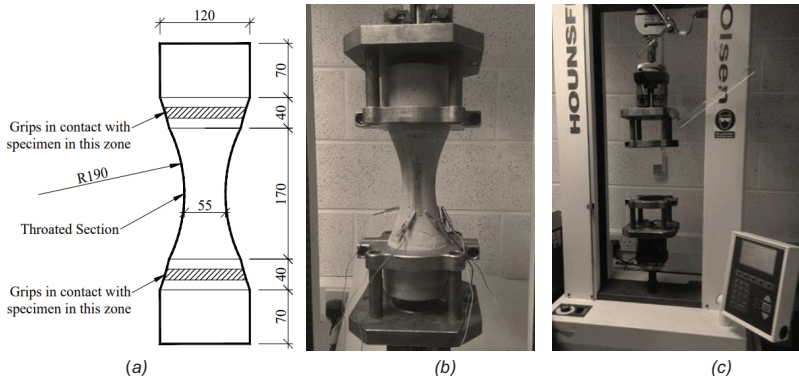 120
70
40
Grips in contact with
specimen in this zone
R190
170
55
Throated Section
40
Grips in contact with
specimen in this zone
70
HOUNSF
Olsen
(a)
(b)
(c)